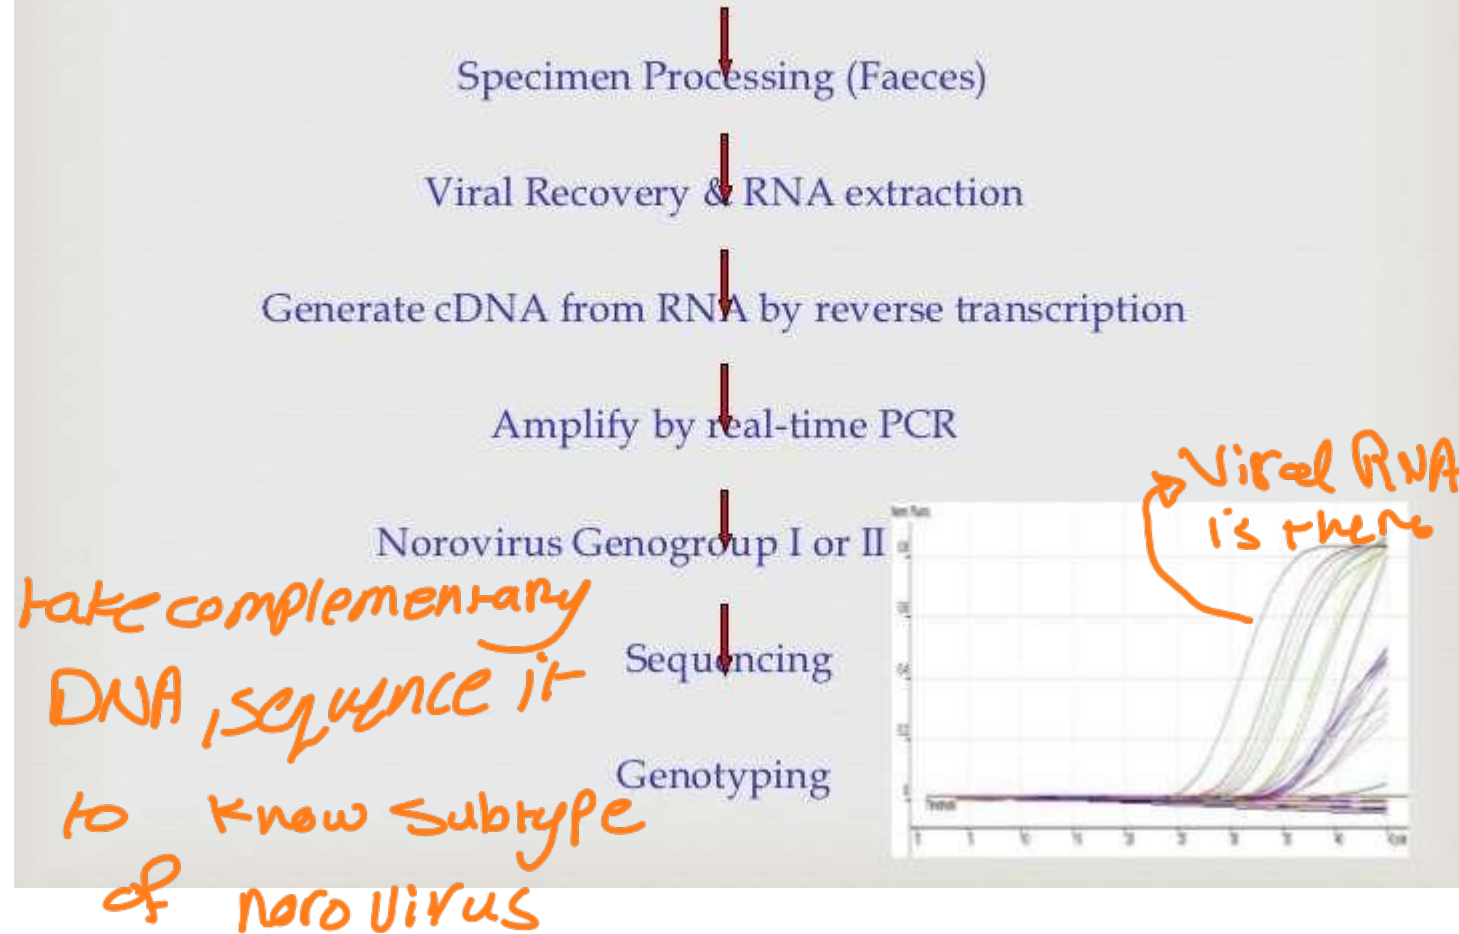 Specimen Processing (Faeces)
Viral Recovery & RNA extraction
Generate cDNA from RNA by reverse transcription
Amplify by real-time PCR
Viral RNA
is there
Norovirus Genogroup I or II
take complementary
DNA, sequence it
to know subtype
of norovirus
Sequencing
Genotyping
Threshold